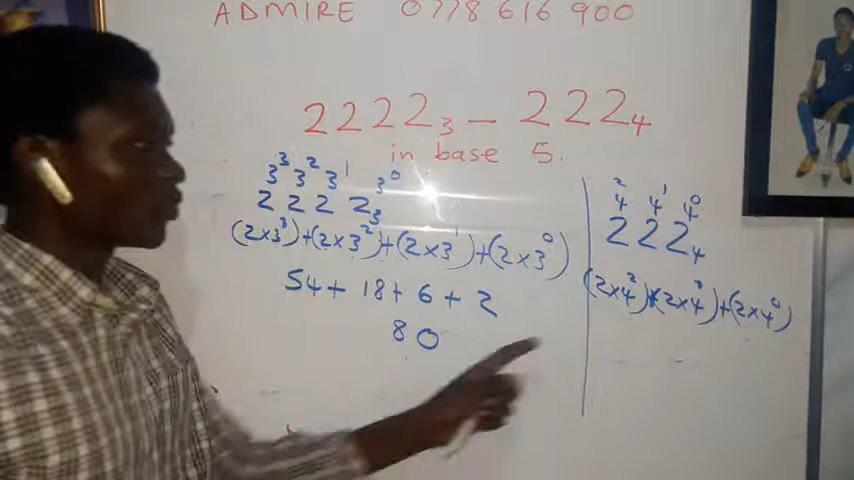 ADMIRE 0778 616 900
2222₃ – 222₄
in base 5.
3³ 3² 3¹ 3⁰
2 2 2 2₃
(2×3³)+(2×3²)+(2×3¹)+(2×3⁰)
54+ 18+ 6 + 2
80
4² 4¹ 4⁰
2 2 2₄
(2×4²)+(2×4¹)+(2×4⁰)